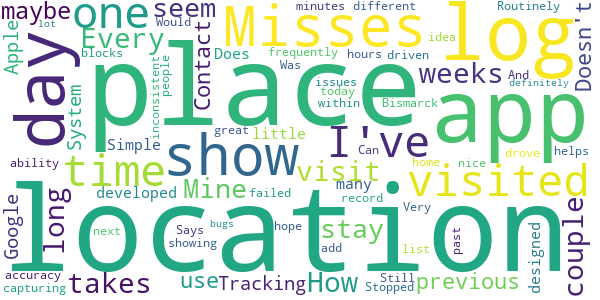 maybe one seem Misses log Doesn't
minutes different Routinely
lot Would idea
Apple day Every Contact Does frequently hours driven
blocks Was issues And definitely
inconsistent people place today Bismarck weeks app
System within
Simple great little I've Can drove helps
ability show home nice
time Mine visit visited couple
long developed failed many record Very
Google location next Says stay list past designed
showing hope add bugs Still
accuracy takes use Tracking How Stopped previous
capturing